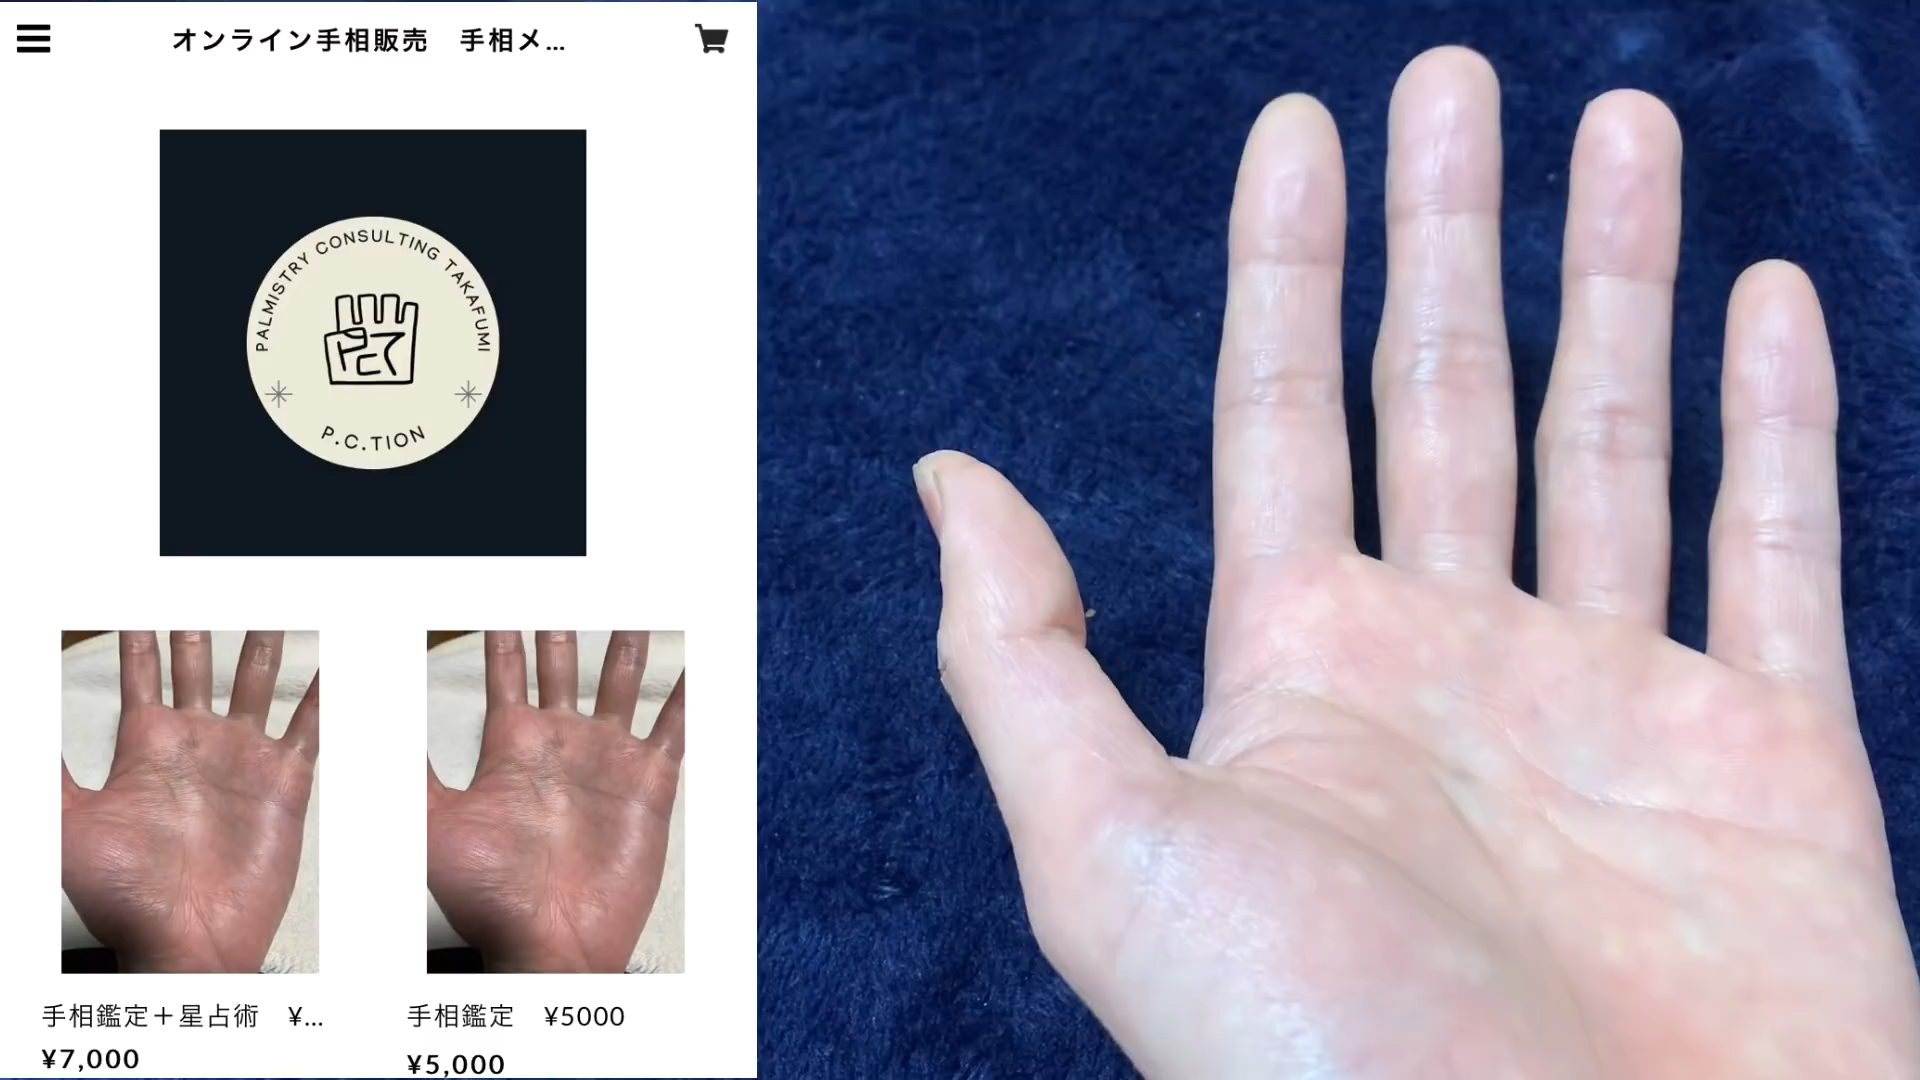 オンライン手相販売　手相メ...
PALMISTRY CONSULTING TAKAFUMI
P.C.TION
手相鑑定＋星占術　¥...
¥7,000
手相鑑定　¥5000
¥5,000